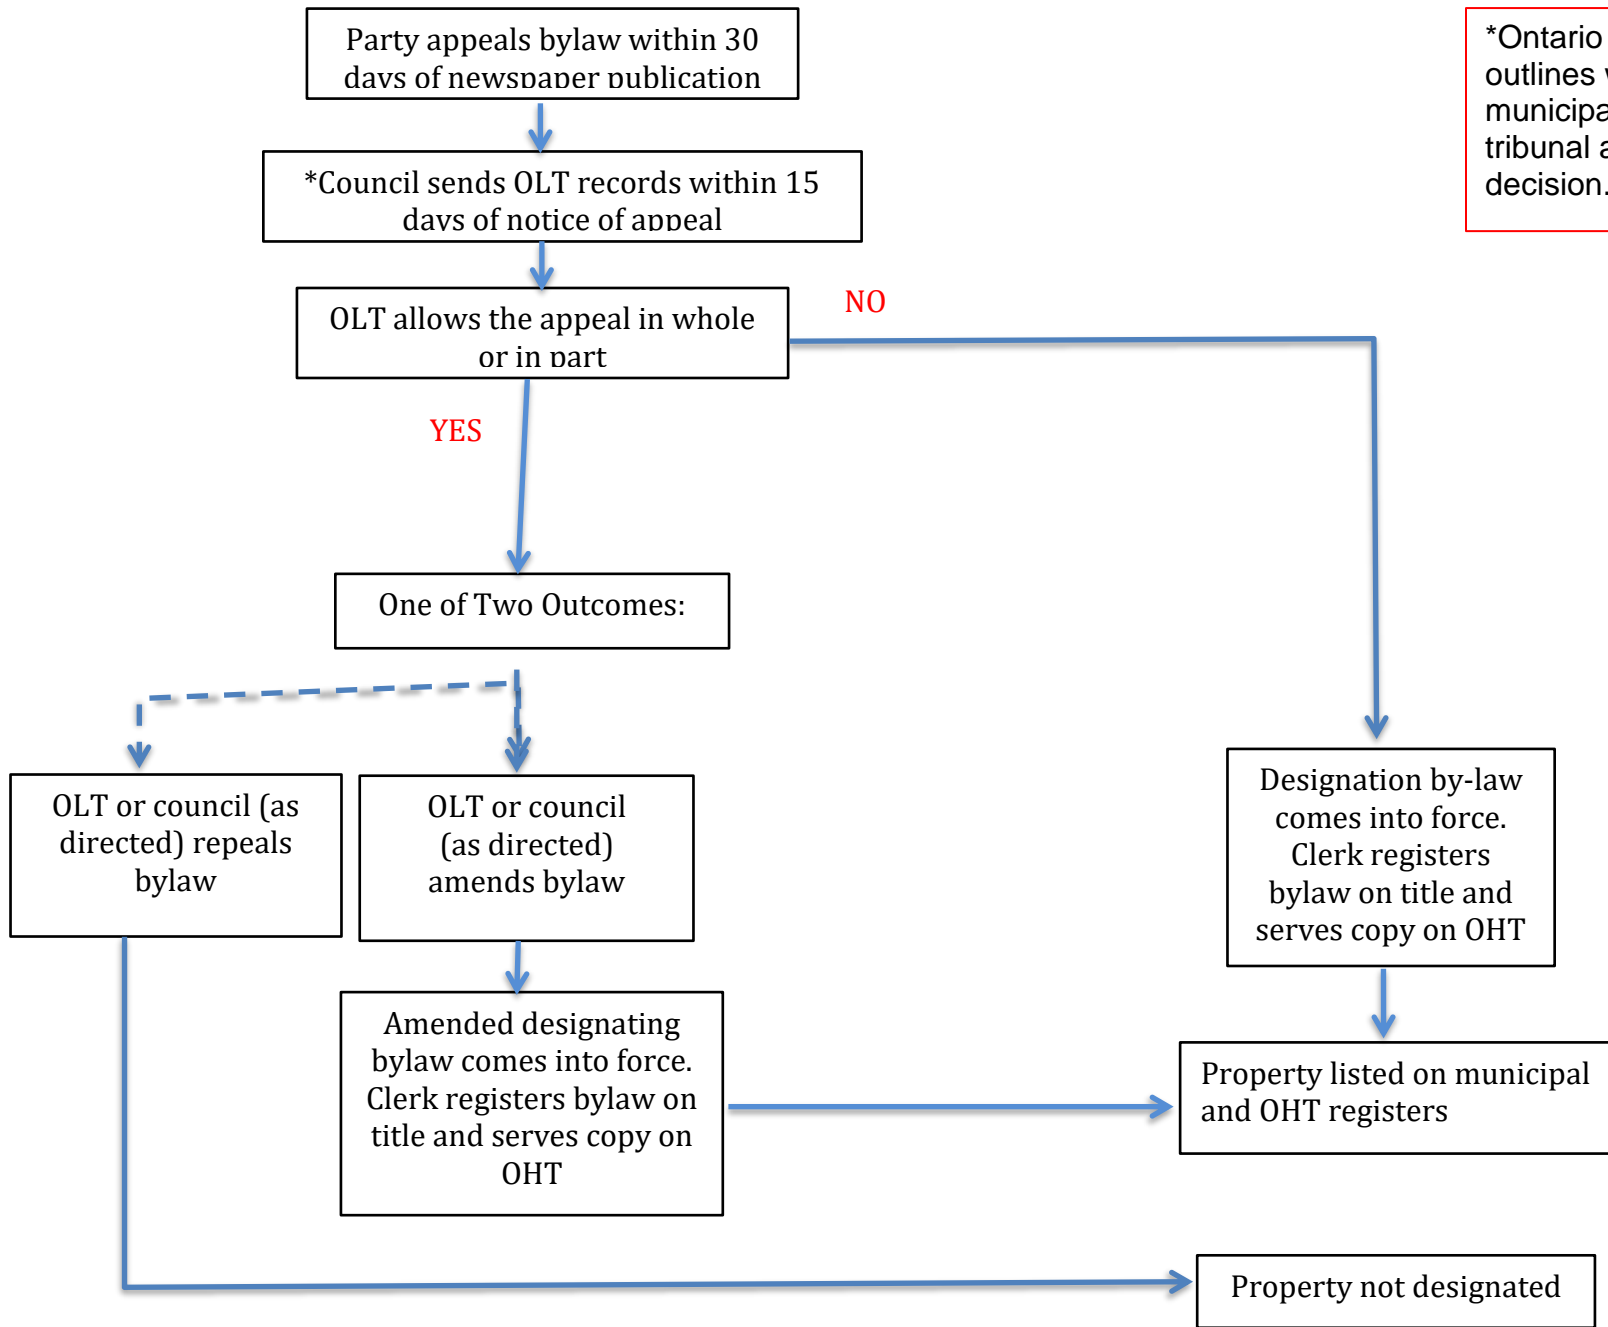 Party appeals bylaw within 30
days of newspaper publication
*Ontario
outlines
municipa
tribunal a
decision.
*Council sends OLT records within 15
days of notice of appeal
OLT allows the appeal in whole
or in part
NO
YES
One of Two Outcomes:
OLT or council (as
directed) repeals
bylaw
OLT or council
(as directed)
amends bylaw
Designation by-law
comes into force.
Clerk registers
bylaw on title and
serves copy on OHT
Amended designating
bylaw comes into force.
Clerk registers bylaw on
title and serves copy on
OHT
Property listed on municipal
and OHT registers
Property not designated